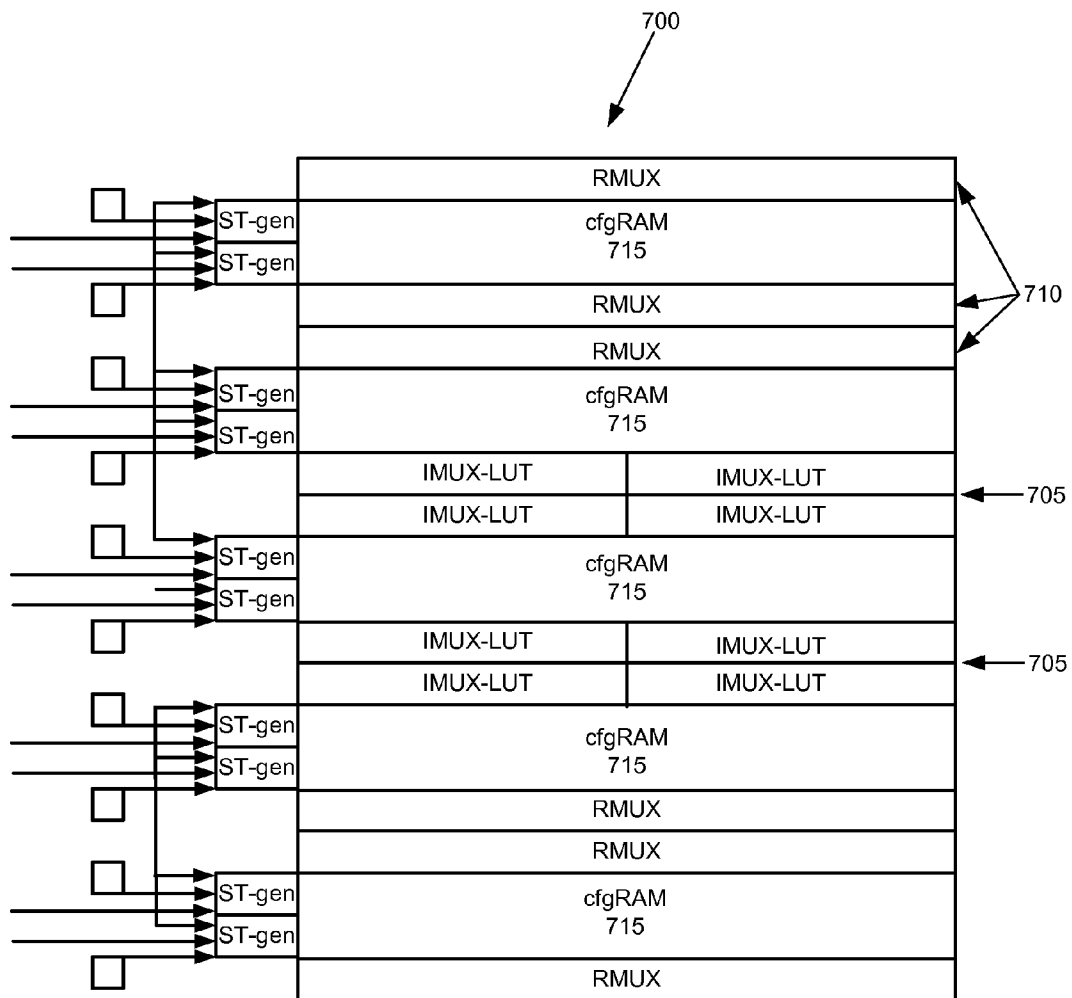 700
RMUX
ST-gen
cfgRAM
715
ST-gen
RMUX
710
RMUX
ST-gen
cfgRAM
715
ST-gen
IMUX-LUT IMUX-LUT
705
IMUX-LUT IMUX-LUT
ST-gen
cfgRAM
715
ST-gen
IMUX-LUT IMUX-LUT
705
IMUX-LUT IMUX-LUT
ST-gen
cfgRAM
715
ST-gen
RMUX
RMUX
ST-gen
cfgRAM
715
ST-gen
RMUX